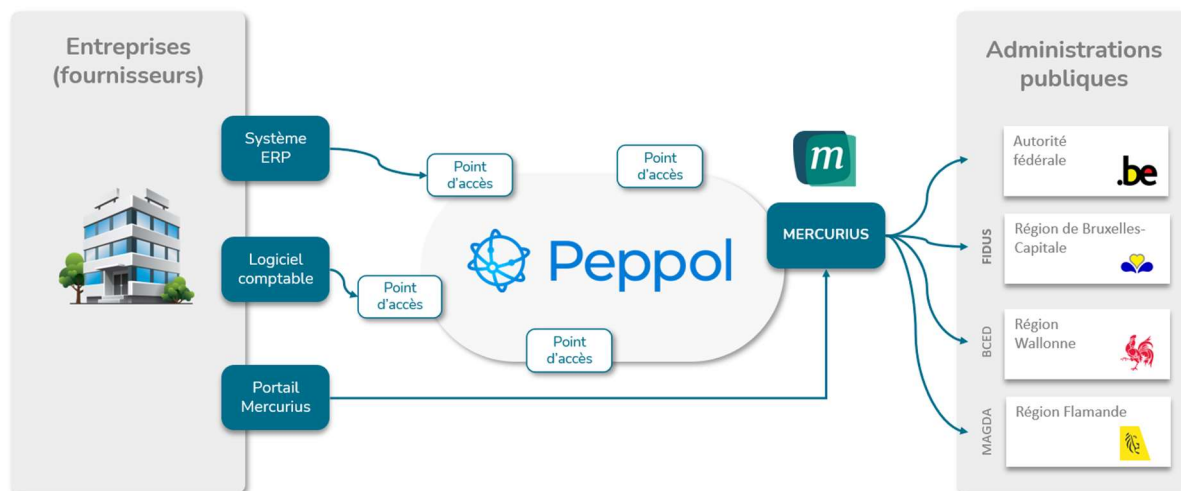 Entreprises
(fournisseurs)
Système
ERP
Logiciel
comptable
Portail
Mercurius
Point
d'accès
Point
d'accès
Point
d'accès
Point
d'accès
Peppol
m
MERCURIUS
Administrations
publiques
Autorité
fédérale
.be
FIDUS
Région de Bruxelles-
Capitale
BCED
Région
Wallonne
MAGDA
Région Flamande